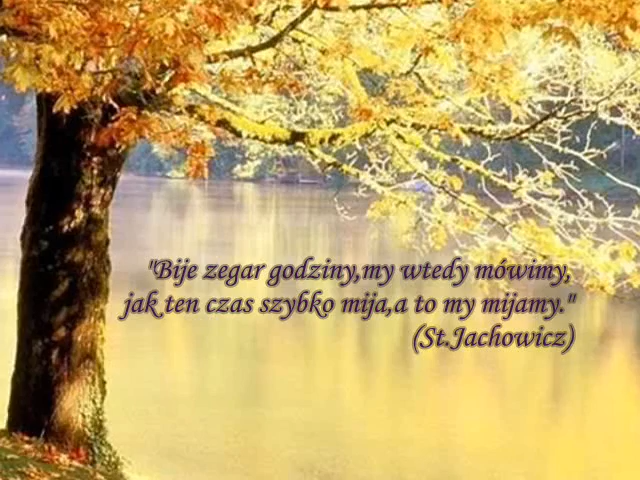 "Bije zegar godziny,my wtedy mówimy,
jak ten czas szybko mija,a to my mijamy."
(St.Jachowicz)